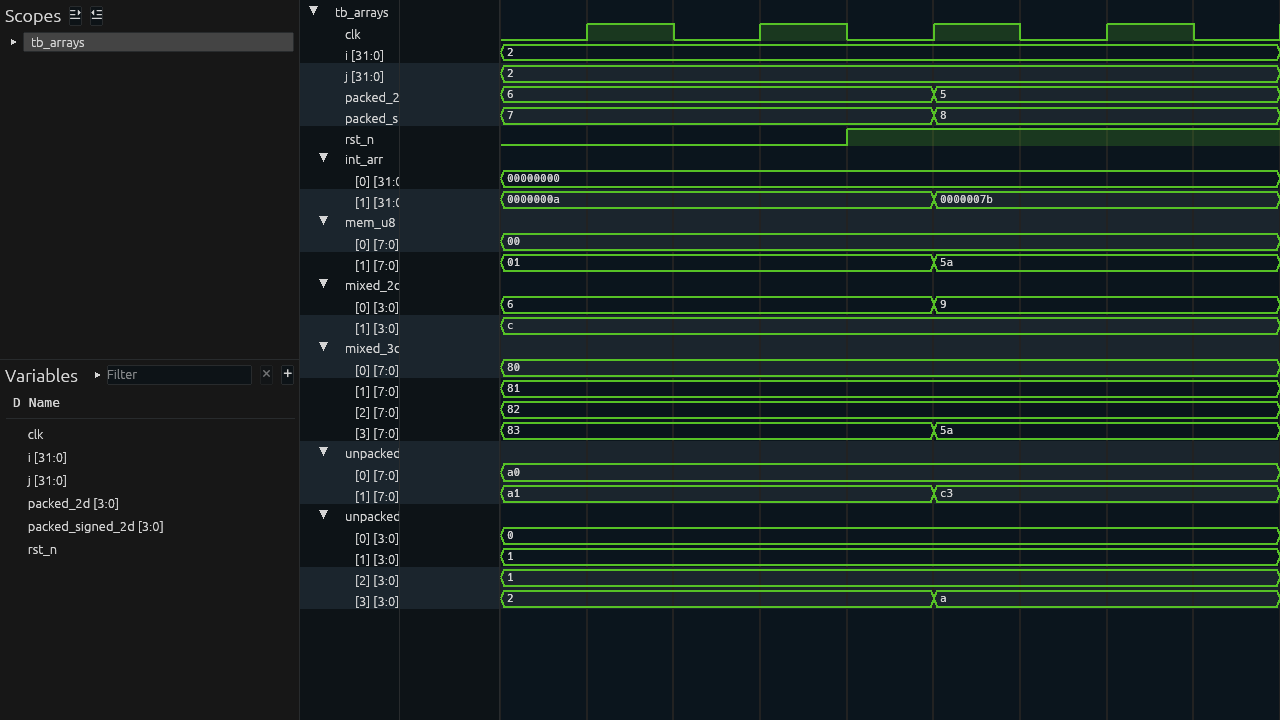 Scopes
tb_arrays
Variables
Filter
D Name
clk
i [31:0]
j [31:0]
packed_2d [3:0]
packed_signed_2d [3:0]
rst_n
tb_arrays
clk
i [31:0] 2
j [31:0] 2
packed_2 6 5
packed_s 7 8
rst_n
int_arr
[0] [31:0 00000000
[1] [31:0 0000000a 0000007b
mem_u8
[0] [7:0] 00
[1] [7:0] 01 5a
mixed_2d
[0] [3:0] 6 9
[1] [3:0] c
mixed_3d
[0] [7:0] 80
[1] [7:0] 81
[2] [7:0] 82
[3] [7:0] 83 5a
unpacked
[0] [7:0] a0
[1] [7:0] a1 c3
unpacked
[0] [3:0] 0
[1] [3:0] 1
[2] [3:0] 1
[3] [3:0] 2 a